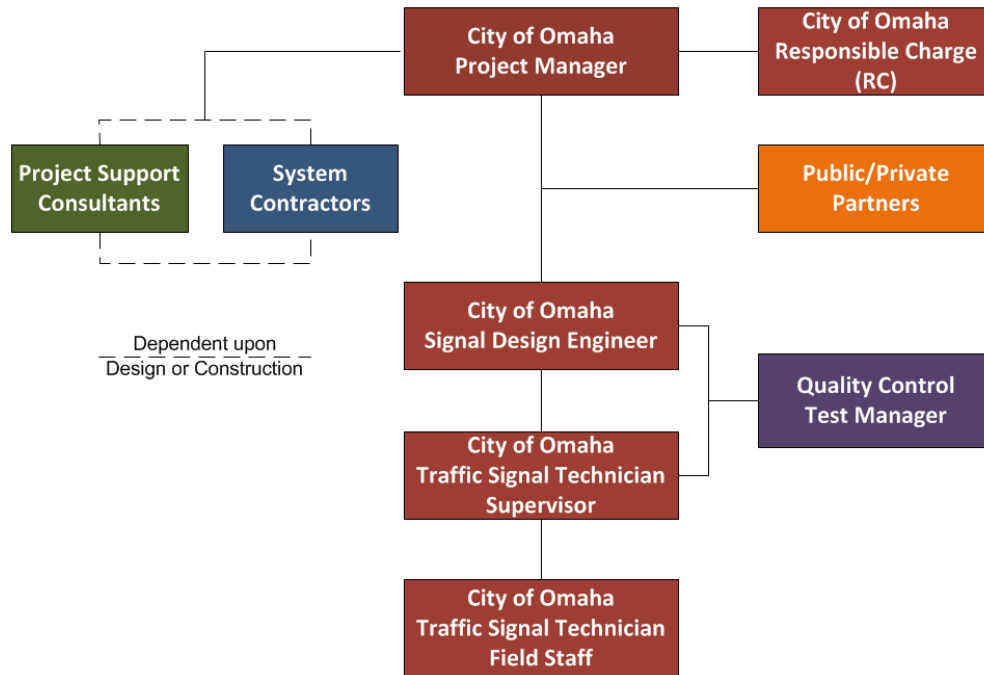 City of Omaha
Project Manager
City of Omaha
Responsible Charge
(RC)
Project Support
Consultants
System
Contractors
Public/Private
Partners
City of Omaha
Signal Design Engineer
Dependent upon
Design or Construction
Quality Control
Test Manager
City of Omaha
Traffic Signal Technician
Supervisor
City of Omaha
Traffic Signal Technician
Field Staff